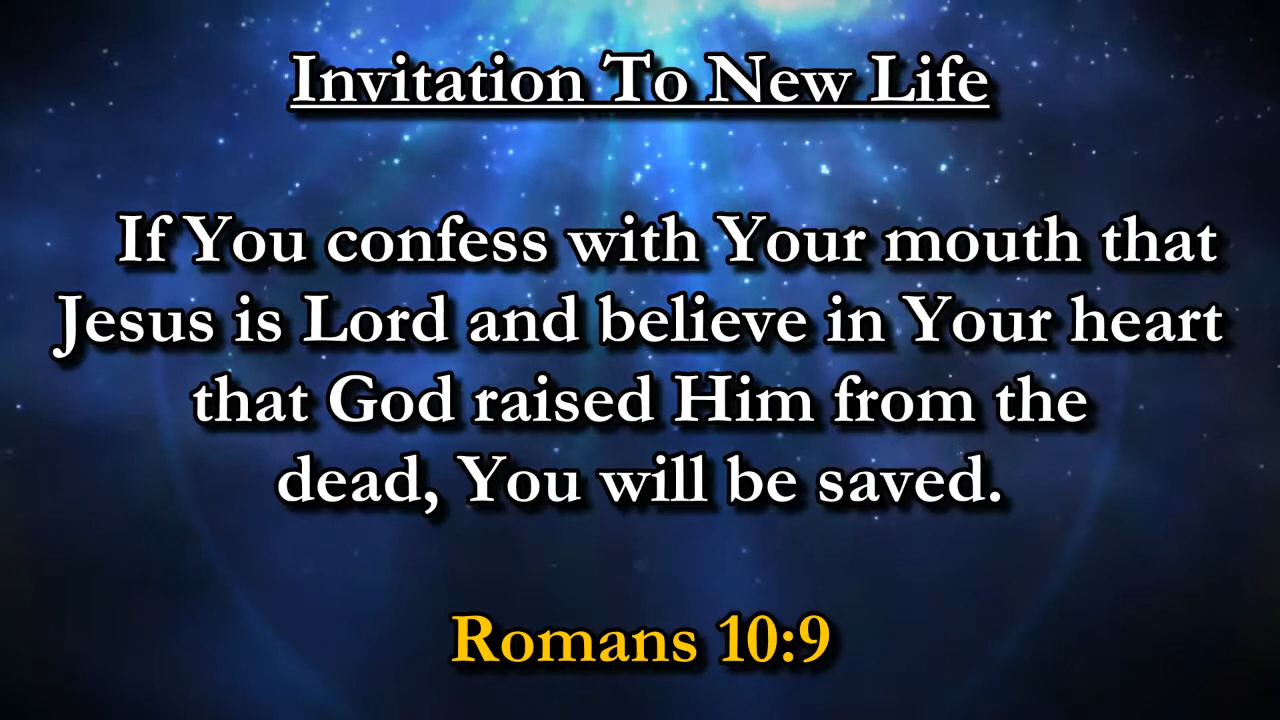 Invitation To New Life
If You confess with Your mouth that
Jesus is Lord and believe in Your heart
that God raised Him from the
dead, You will be saved.
Romans 10:9